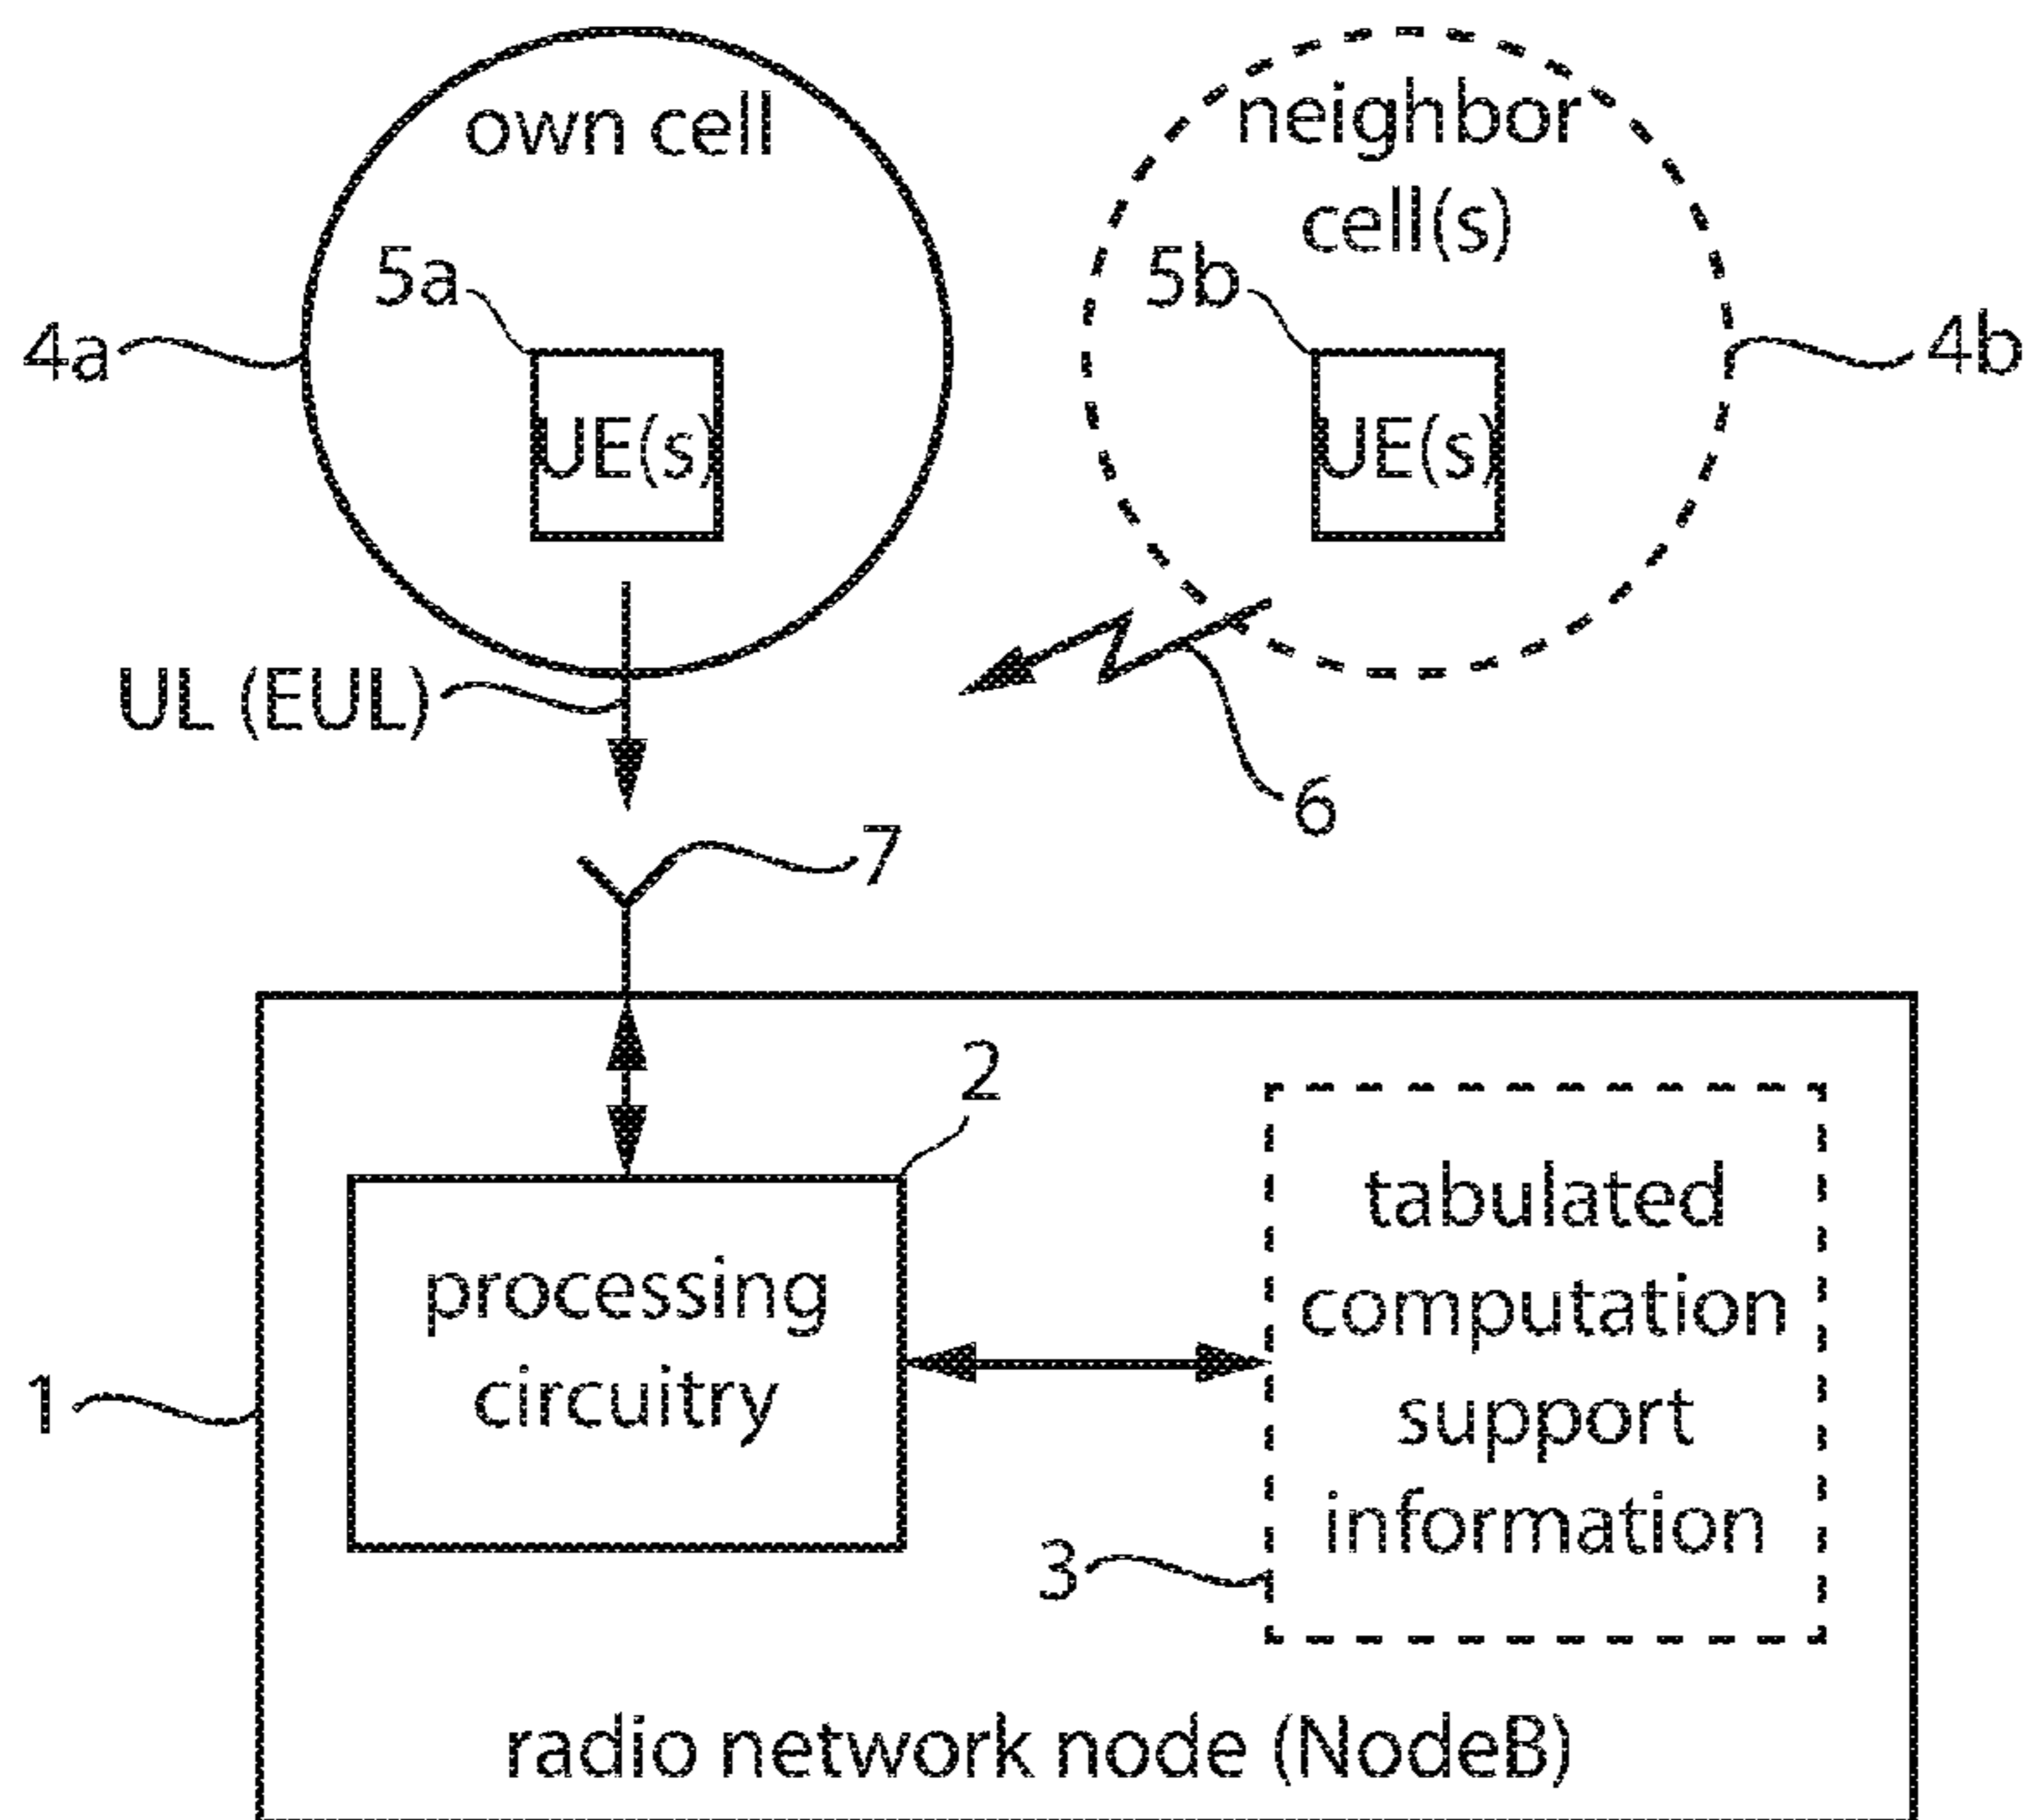 own cell
neighbor
cell(s)
5a
5b
4a
4b
UE(s)
UE(s)
UL (EUL)
6
7
2
tabulated
computation
support
information
processing
circuitry
1
3
radio network node (NodeB)